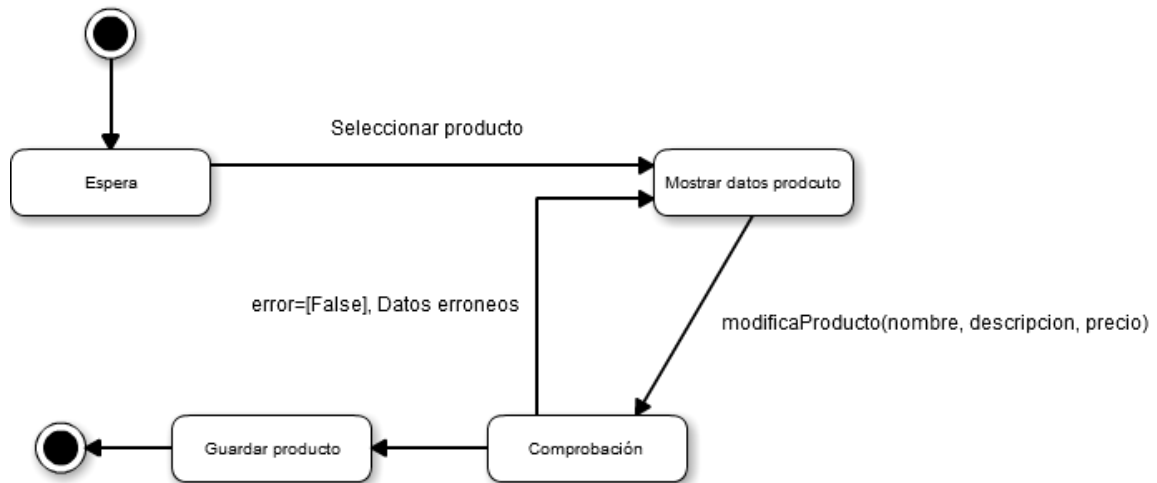 Seleccionar producto
Espera
Mostrar datos prodcuto
error=[False], Datos erroneos
modificaProducto(nombre, descripcion, precio)
Guardar producto
Comprobación